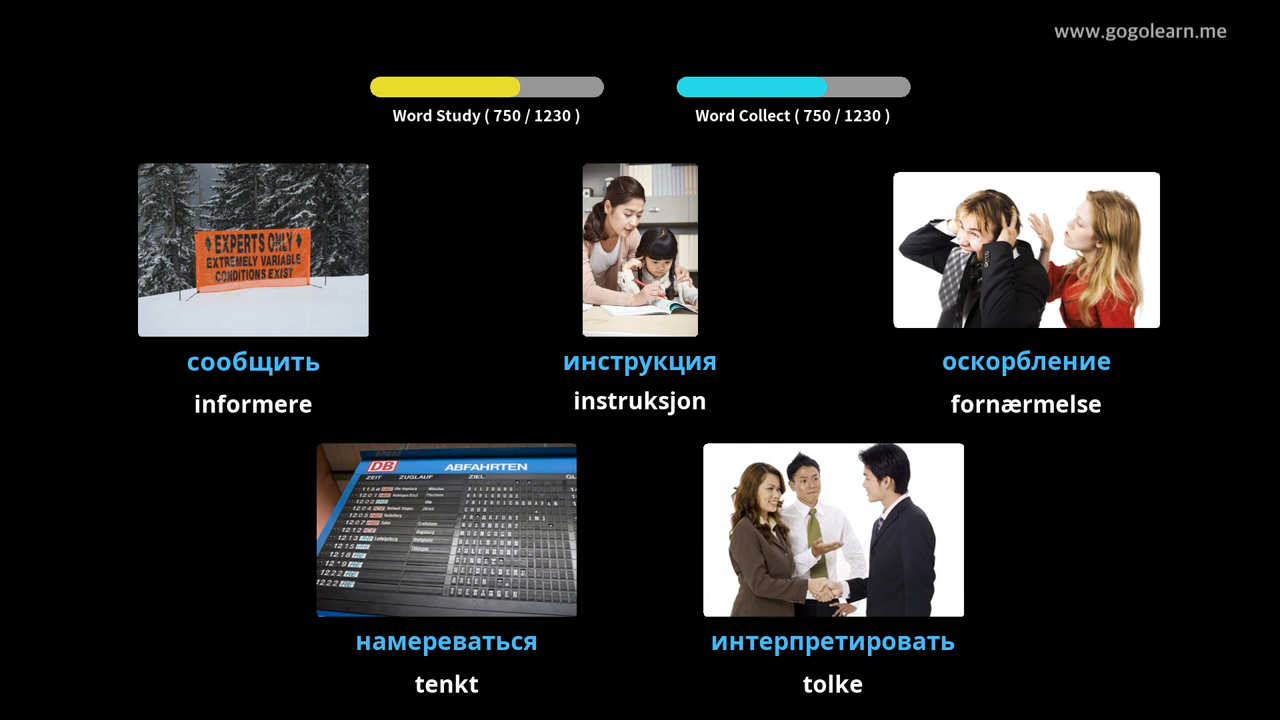 www.gogolearn.me
Word Study ( 750 / 1230 )
Word Collect ( 750 / 1230 )
EXPERTS ONLY
EXTREMELY VARIABLE
CONDITIONS EXIST
сообщить
informere
инструкция
instruksjon
оскорбление
fornærmelse
DB
ABFAHRTEN
ZEIT ZUGLAUF ZIEL
намереваться
tenkt
интерпретировать
tolke